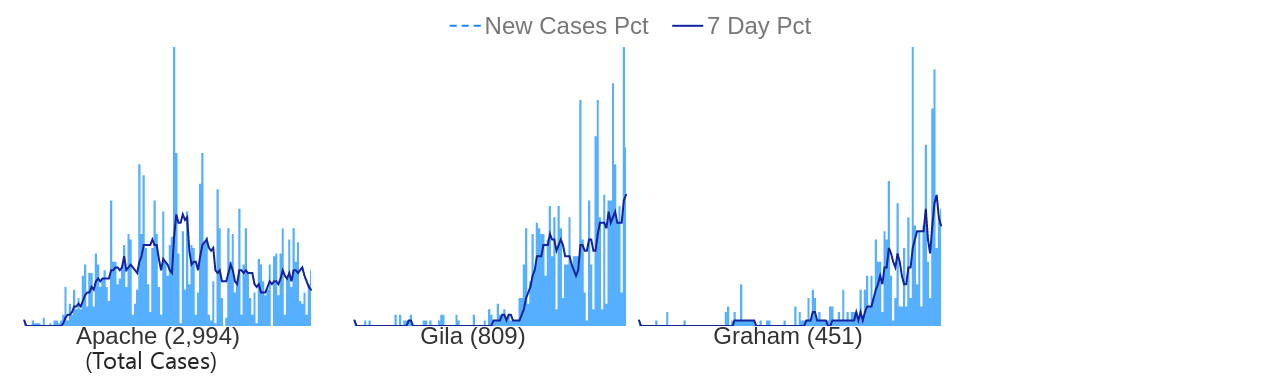 New Cases Pct 7 Day Pct
Apache (2,994) Gila (809) Graham (451)
(Total Cases)